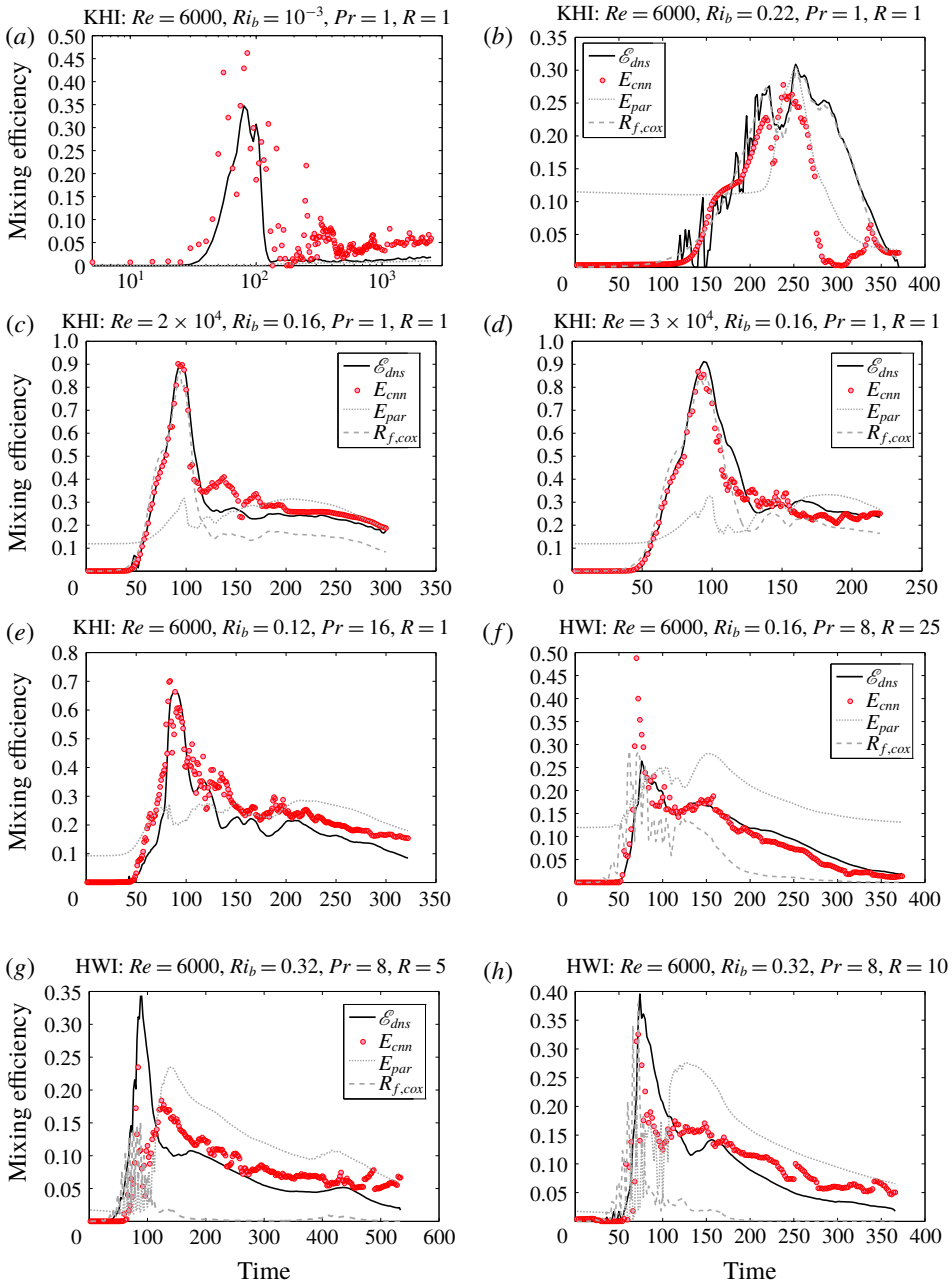 (a) KHI: Re = 6000, Ri_b = 10^{-3}, Pr = 1, R = 1
0.50
0.45
0.40
0.35
0.30
0.25
0.20
0.15
0.10
0.05
Mixing efficiency
10^1 10^2 10^3
(b) KHI: Re = 6000, Ri_b = 0.22, Pr = 1, R = 1
0.35
0.30
0.25
0.20
0.15
0.10
0.05
ℰ_dns
E_cnn
E_par
R_{f,cox}
0 50 100 150 200 250 300 350 400
(c) KHI: Re = 2 × 10^4, Ri_b = 0.16, Pr = 1, R = 1
1.0
0.9
0.8
0.7
0.6
0.5
0.4
0.3
0.2
0.1
Mixing efficiency
ℰ_dns
E_cnn
E_par
R_{f,cox}
0 50 100 150 200 250 300 350
(d) KHI: Re = 3 × 10^4, Ri_b = 0.16, Pr = 1, R = 1
1.0
0.9
0.8
0.7
0.6
0.5
0.4
0.3
0.2
0.1
ℰ_dns
E_cnn
E_par
R_{f,cox}
0 50 100 150 200 250
(e) KHI: Re = 6000, Ri_b = 0.12, Pr = 16, R = 1
0.8
0.7
0.6
0.5
0.4
0.3
0.2
0.1
Mixing efficiency
0 50 100 150 200 250 300 350
(f) HWI: Re = 6000, Ri_b = 0.16, Pr = 8, R = 25
0.50
0.45
0.40
0.35
0.30
0.25
0.20
0.15
0.10
0.05
ℰ_dns
E_cnn
E_par
R_{f,cox}
0 50 100 150 200 250 300 350 400
(g) HWI: Re = 6000, Ri_b = 0.32, Pr = 8, R = 5
0.35
0.30
0.25
0.20
0.15
0.10
0.05
Mixing efficiency
ℰ_dns
E_cnn
E_par
R_{f,cox}
0 100 200 300 400 500 600
Time
(h) HWI: Re = 6000, Ri_b = 0.32, Pr = 8, R = 10
0.40
0.35
0.30
0.25
0.20
0.15
0.10
0.05
0 50 100 150 200 250 300 350 400
Time